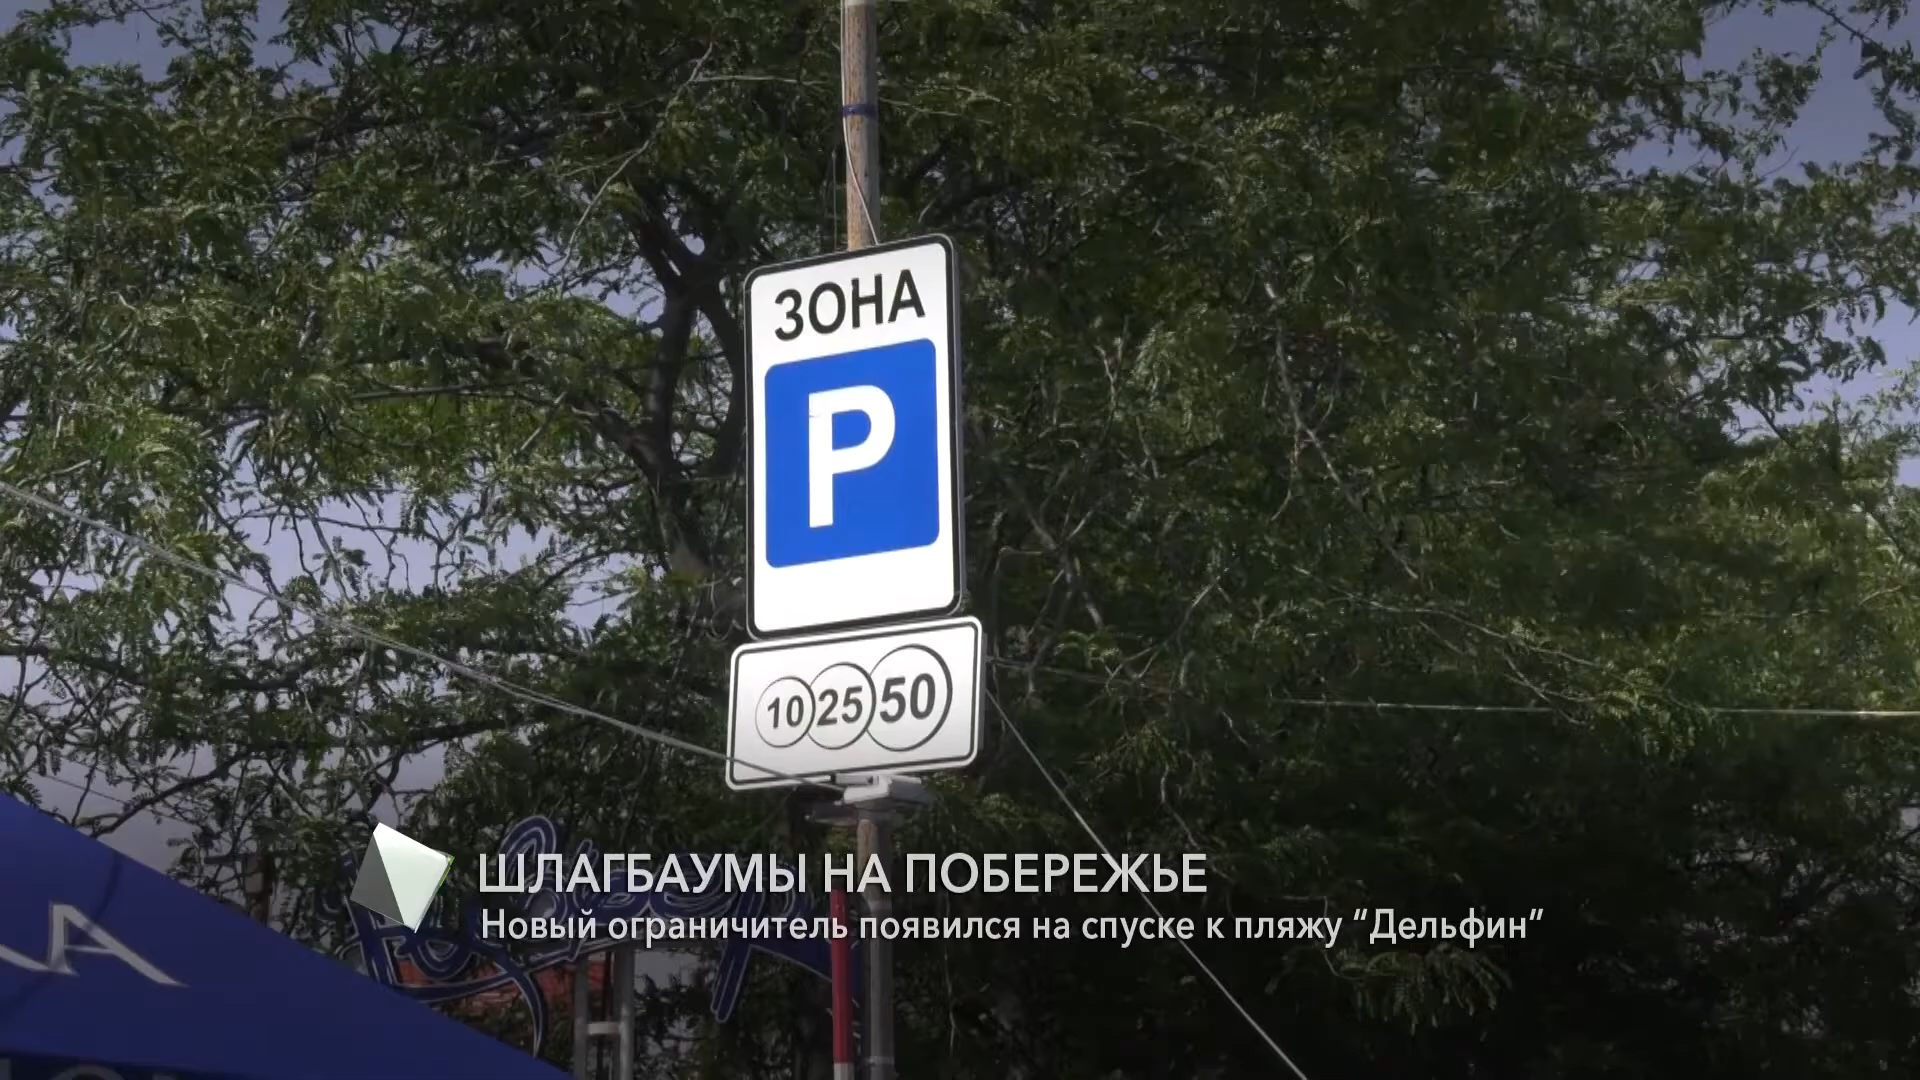 ЗОНА
P
10 25 50
ШЛАГБАУМЫ НА ПОБЕРЕЖЬЕ
Новый ограничитель появился на спуске к пляжу “Дельфин”